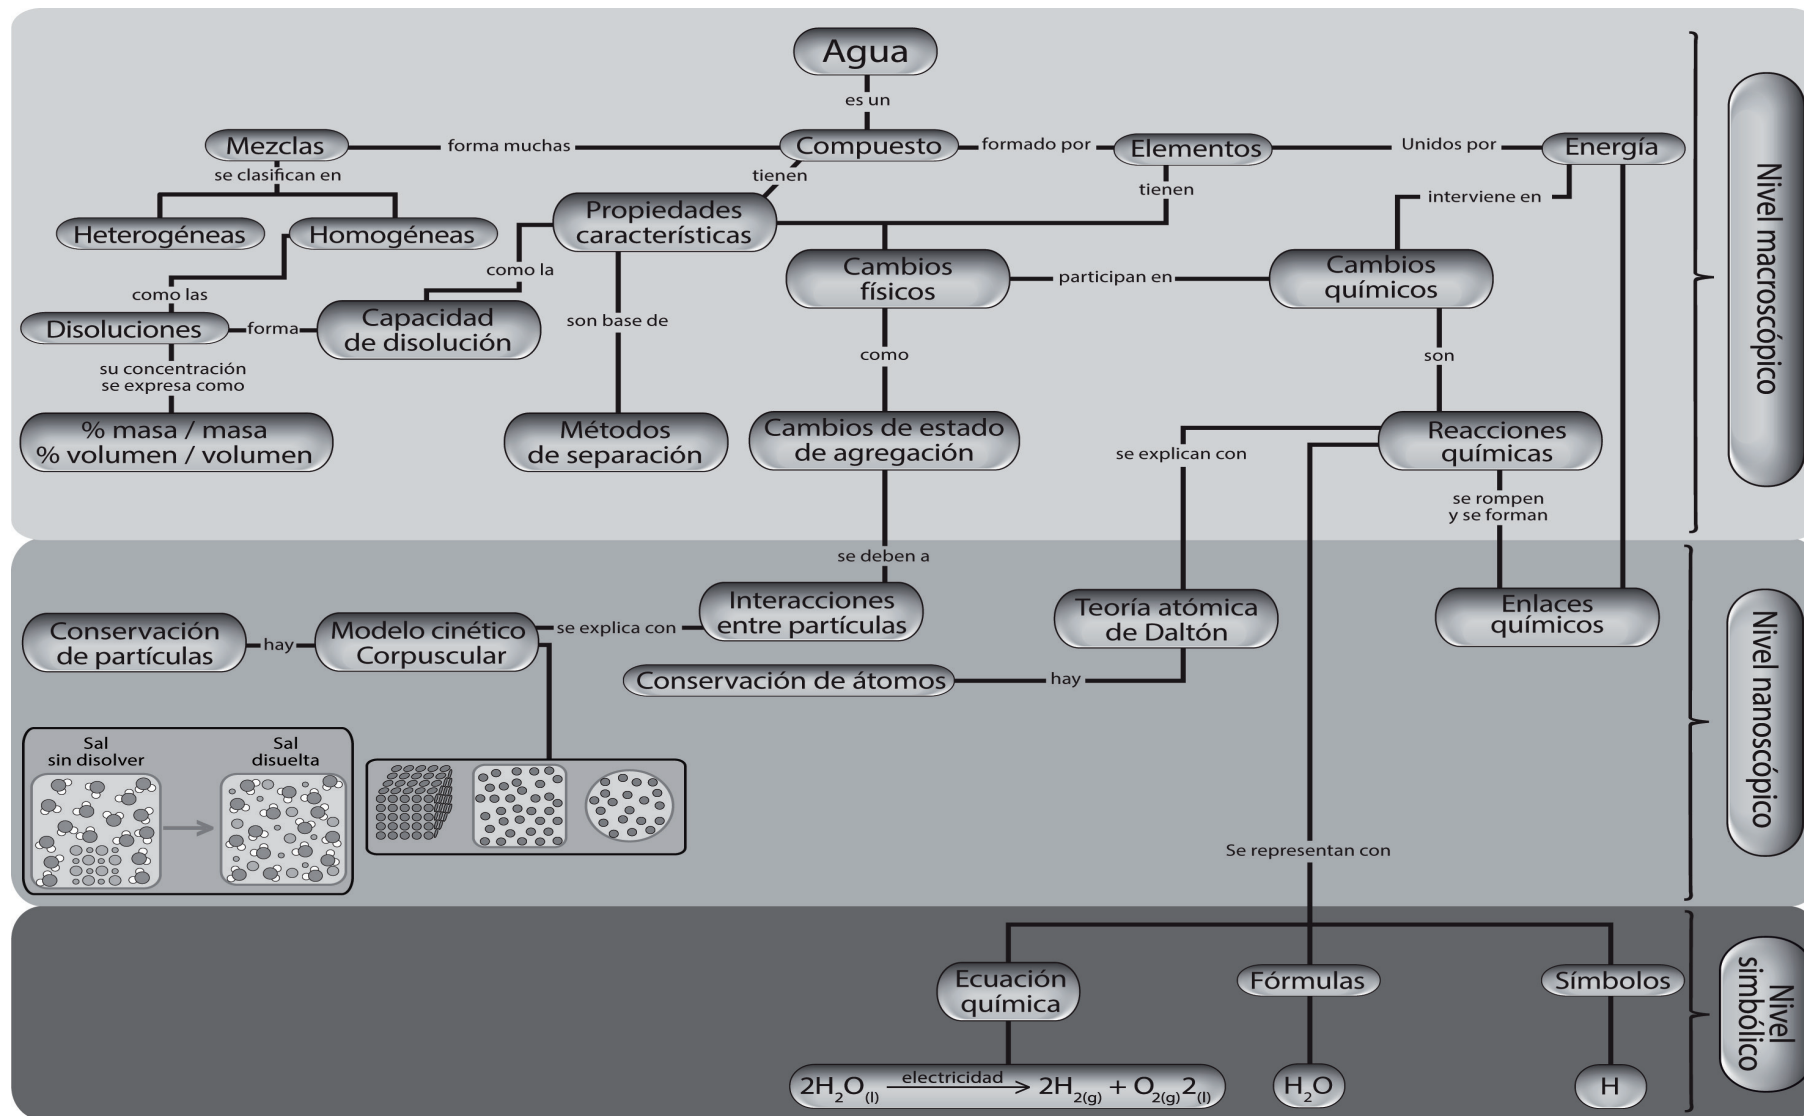 Agua
es un
Mezclas
forma muchas
Compuesto
formado por
Elementos
Unidos por
Energía
se clasifican en
tienen
tienen
interviene en
Heterogéneas
Homogéneas
Propiedades
características
como la
Cambios
físicos
participan en
Cambios
químicos
como las
Disoluciones
forma
Capacidad
de disolución
son base de
como
son
su concentración
se expresa como
% masa / masa
% volumen / volumen
Métodos
de separación
Cambios de estado
de agregación
se explican con
Reacciones
químicas
se rompen
y se forman
Nivel macroscópico
se deben a
Conservación
de partículas
hay
Modelo cinético
Corpuscular
se explica con
Interacciones
entre partículas
Teoría atómica
de Daltón
Enlaces
químicos
Conservación de átomos
hay
Sal
sin disolver
Sal
disuelta
Se representan con
Nivel nanoscópico
Ecuación
química
Fórmulas
Símbolos
2H₂O₍ₗ₎ electricidad → 2H₂(g) + O₂(g)2(l)
H₂O
H
Nivel
simbólico